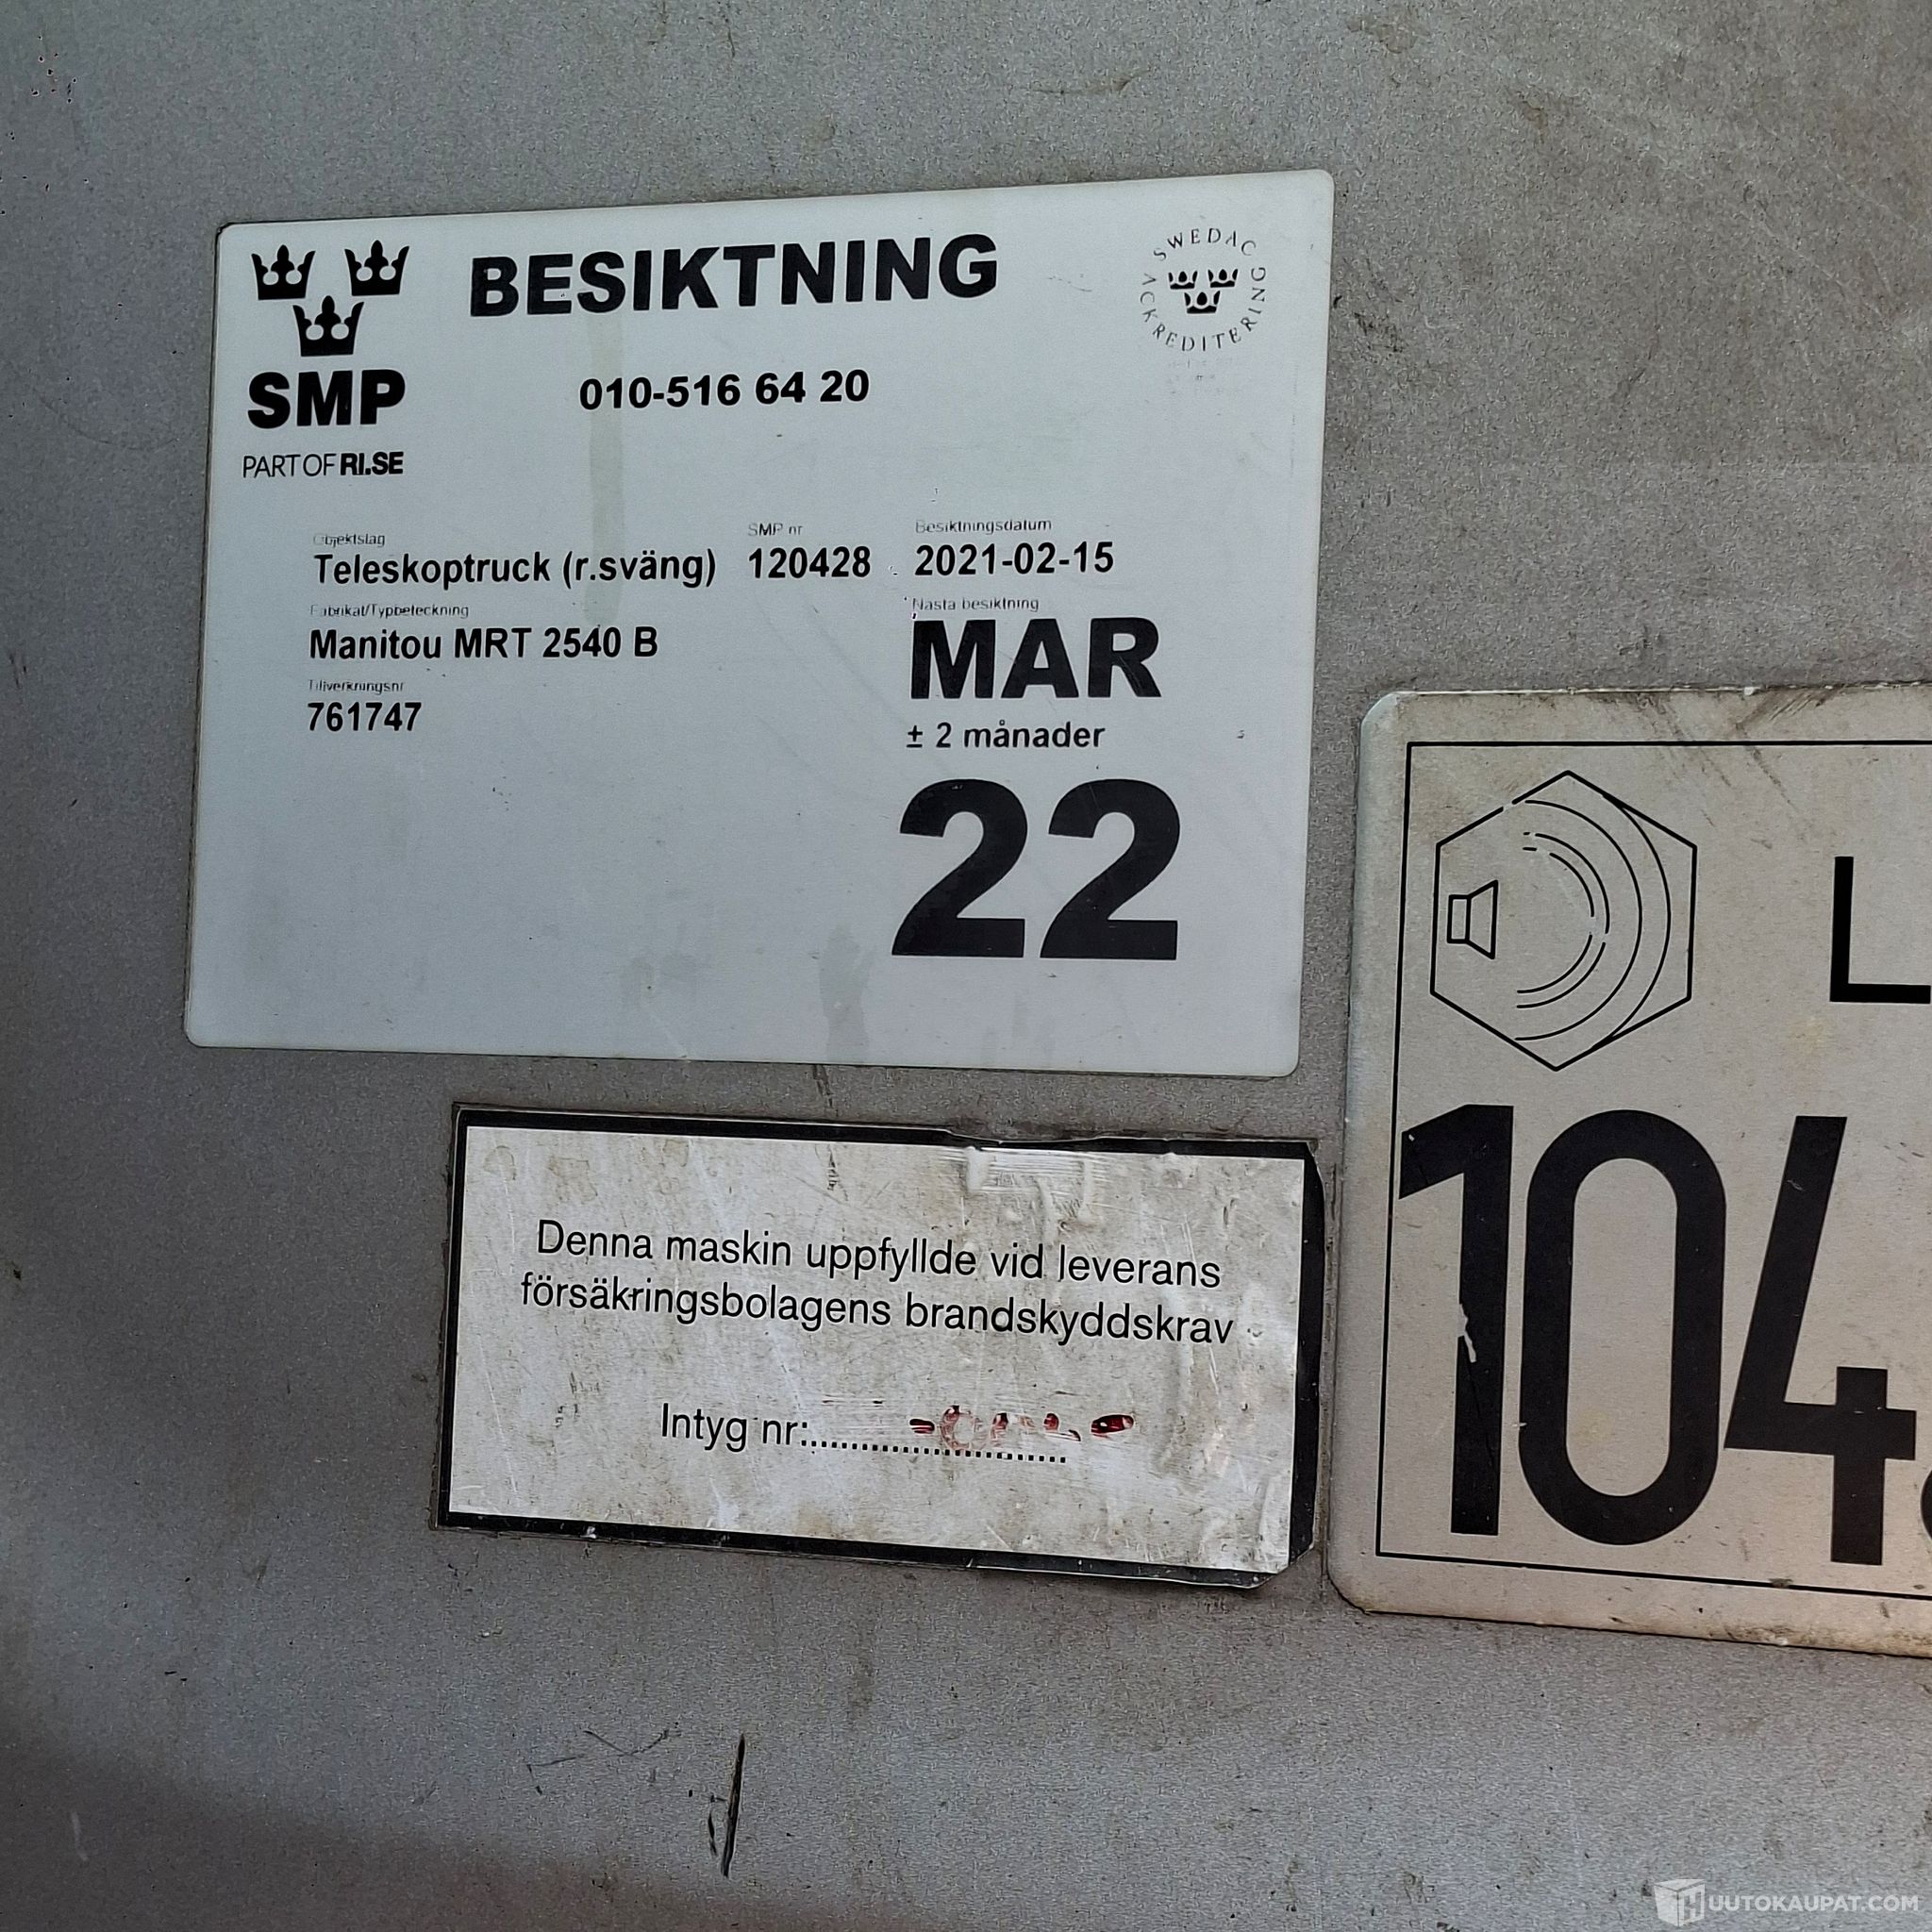 BESIKTNING
SWEDAC ACKREDITERING
SMP
010-516 64 20
PART OF RI.SE
Objektslag
Teleskoptruck (r.sväng)
SMP nr
120428
Besiktningsdatum
2021-02-15
Fabrikat/Typbeteckning
Manitou MRT 2540 B
Nästa besiktning
MAR
± 2 månader
22
Tillverkningsnr
761747
Denna maskin uppfyllde vid leverans
försäkringsbolagens brandskyddskrav
Intyg nr:
L
104
HUUTOKAUPAT.COM